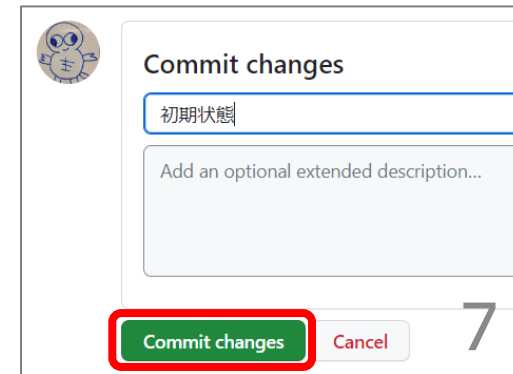 Commit changes
初期状態
Add an optional extended description...
Commit changes
Cancel
7